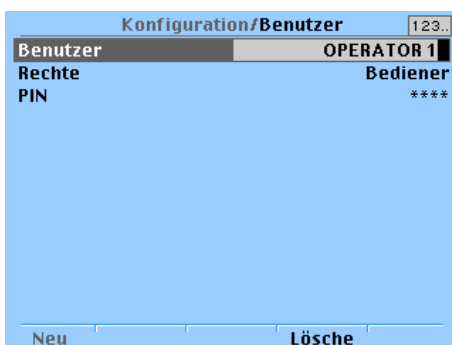 Konfiguration/Benutzer 123..
Benutzer OPERATOR 1
Rechte Bediener
PIN ****
Neu Lösche